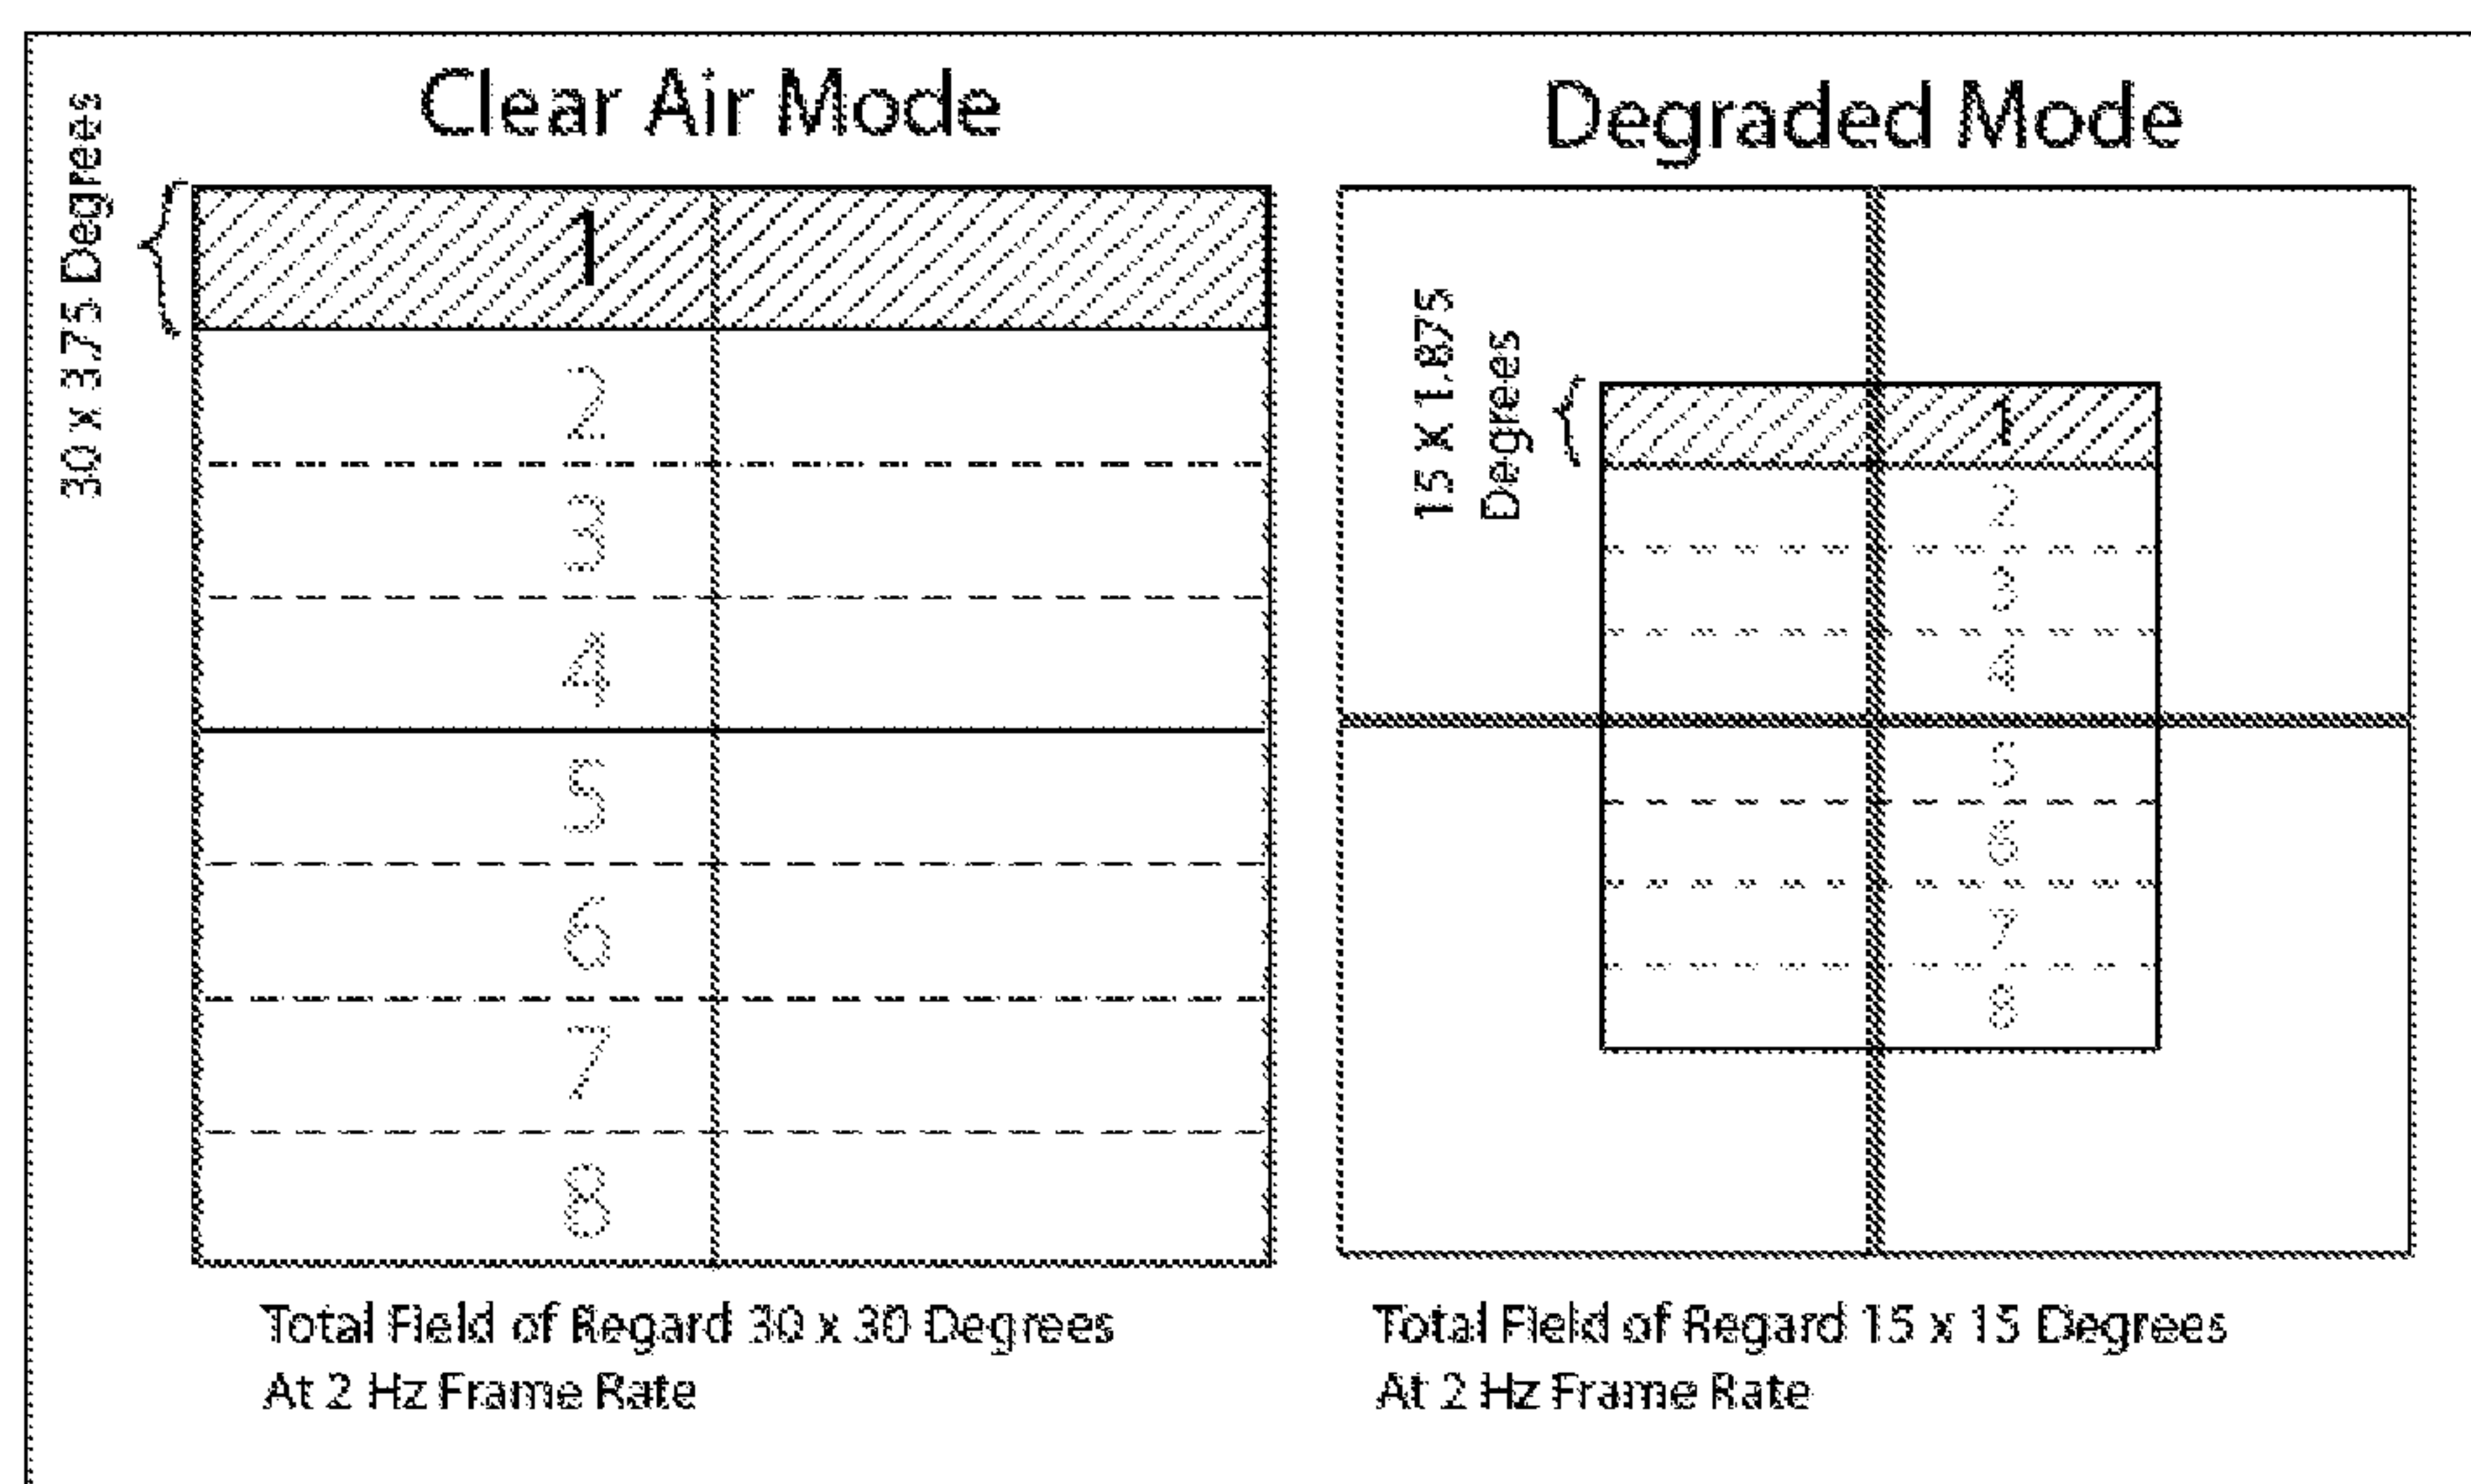 Clear Air Mode
30 x 3.75 Degrees
1
2
3
4
5
6
7
8
Total Field of Regard 30 x 30 Degrees
At 2 Hz Frame Rate
Degraded Mode
15 X 1.875
Degrees
1
2
3
4
5
6
7
8
Total Field of Regard 15 x 15 Degrees
At 2 Hz Frame Rate